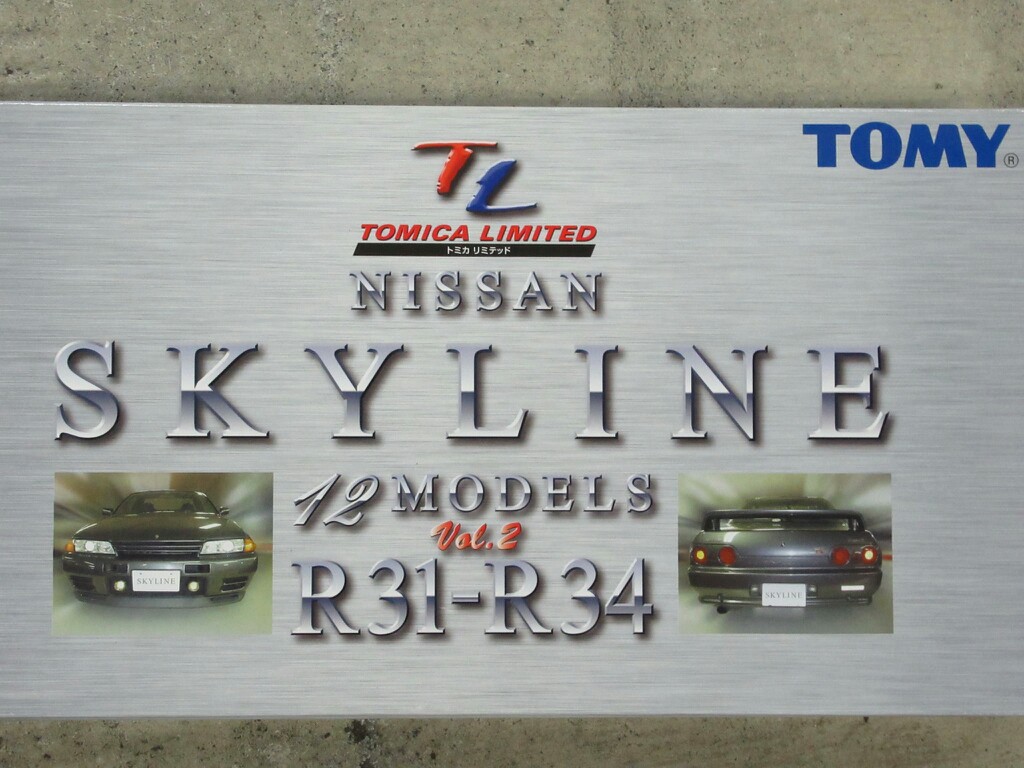 TOMY®
TL
TOMICA LIMITED
トミカ リミテッド
NISSAN
SKYLINE
12 MODELS
Vol.2
R31-R34
SKYLINE
SKYLINE